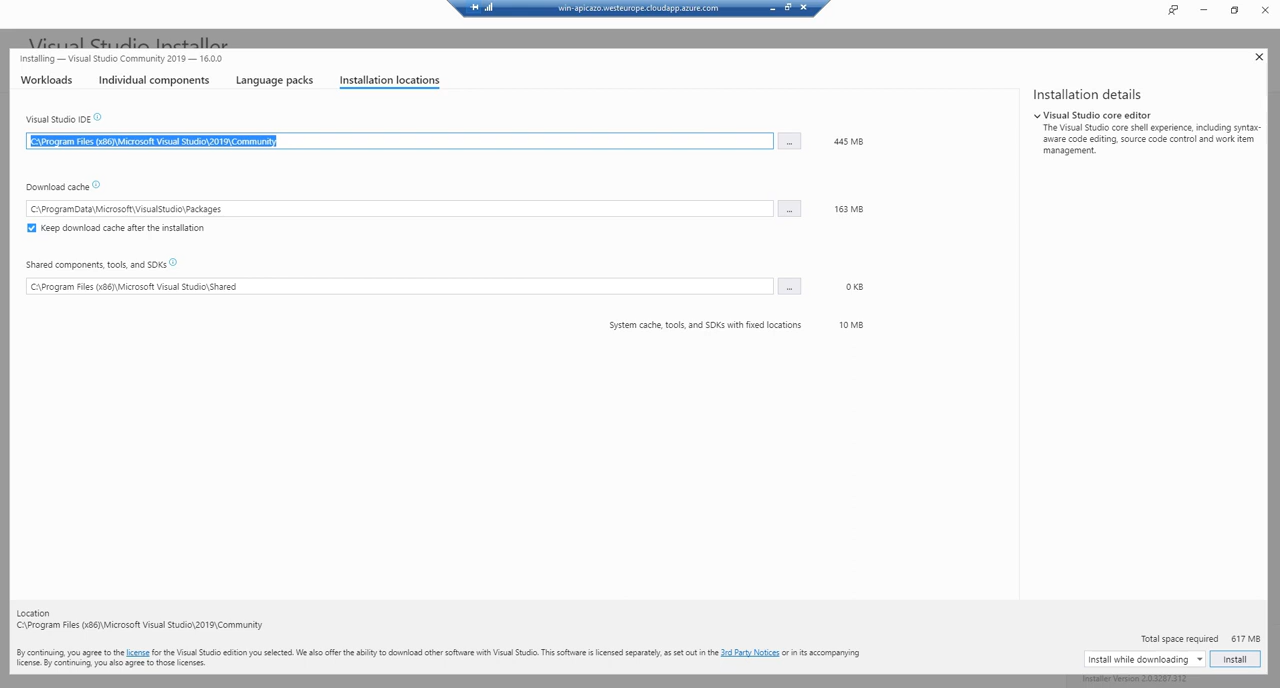 win-apicazo.westeurope.cloudapp.azure.com
Visual Studio Installer
Installing — Visual Studio Community 2019 — 16.0.0
Workloads Individual components Language packs Installation locations
Visual Studio IDE
C:\Program Files (x86)\Microsoft Visual Studio\2019\Community ... 445 MB
Download cache
C:\ProgramData\Microsoft\VisualStudio\Packages ... 163 MB
Keep download cache after the installation
Shared components, tools, and SDKs
C:\Program Files (x86)\Microsoft Visual Studio\Shared ... 0 KB
System cache, tools, and SDKs with fixed locations 10 MB
Installation details
Visual Studio core editor
The Visual Studio core shell experience, including syntax-
aware code editing, source code control and work item
management.
Location
C:\Program Files (x86)\Microsoft Visual Studio\2019\Community
Total space required 617 MB
By continuing, you agree to the license for the Visual Studio edition you selected. We also offer the ability to download other software with Visual Studio. This software is licensed separately, as set out in the 3rd Party Notices or in its accompanying
license. By continuing, you also agree to those licenses.
Install while downloading Install
Installer Version 2.0.3287.312